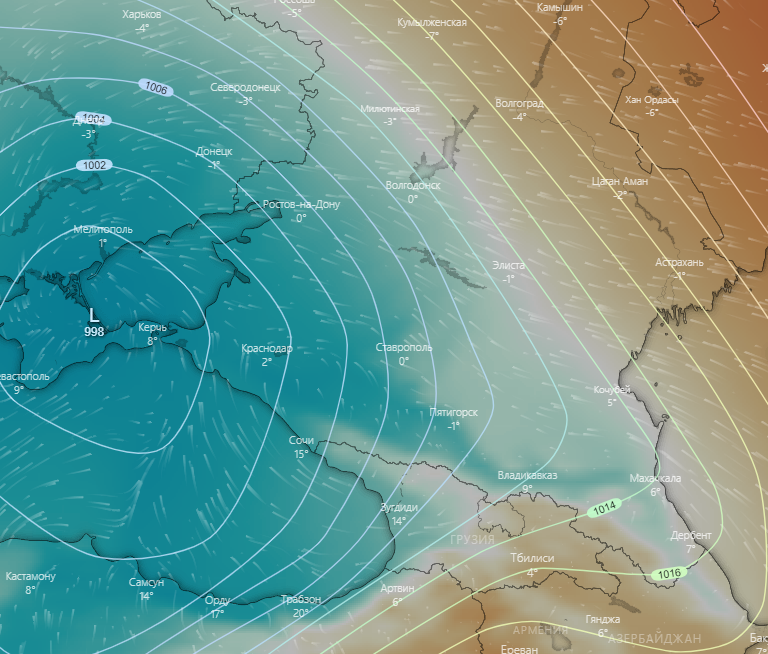 Россошь
-5°
Харьков
-4°
Камышин
-6°
Кумылженская
-7°
1006
Северодонецк
-3°
Милютинская
-3°
Волгоград
-4°
Хан Ордасы
-6°
1004
-3°
Донецк
-1°
1002
Волгодонск
0°
Цаган Аман
-2°
Ростов-на-Дону
0°
Мелитополь
1°
Элиста
-1°
Астрахань
-1°
L
998
Керчь
8°
Краснодар
2°
Ставрополь
0°
евастополь
9°
Кочубей
5°
Пятигорск
-1°
Сочи
15°
Владикавказ
9°
Махачкала
6°
Зугдиди
14°
1014
ГРУЗИЯ
Дербент
7°
Тбилиси
4°
1016
Кастамону
8°
Самсун
14°
Орду
17°
Трабзон
20°
Артвин
6°
Гянджа
6°
АРМЕНИЯ
АЗЕРБАЙДЖАН
Ереван
Бак
7°